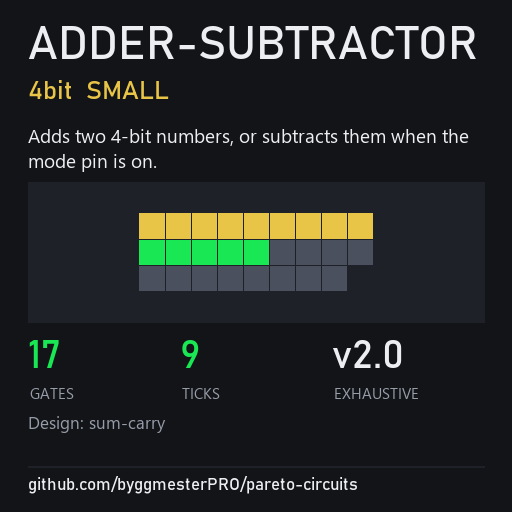 ADDER-SUBTRACTOR
4bit SMALL
Adds two 4-bit numbers, or subtracts them when the
mode pin is on.
17 9 v2.0
GATES TICKS EXHAUSTIVE
Design: sum-carry
github.com/byggmesterPRO/pareto-circuits